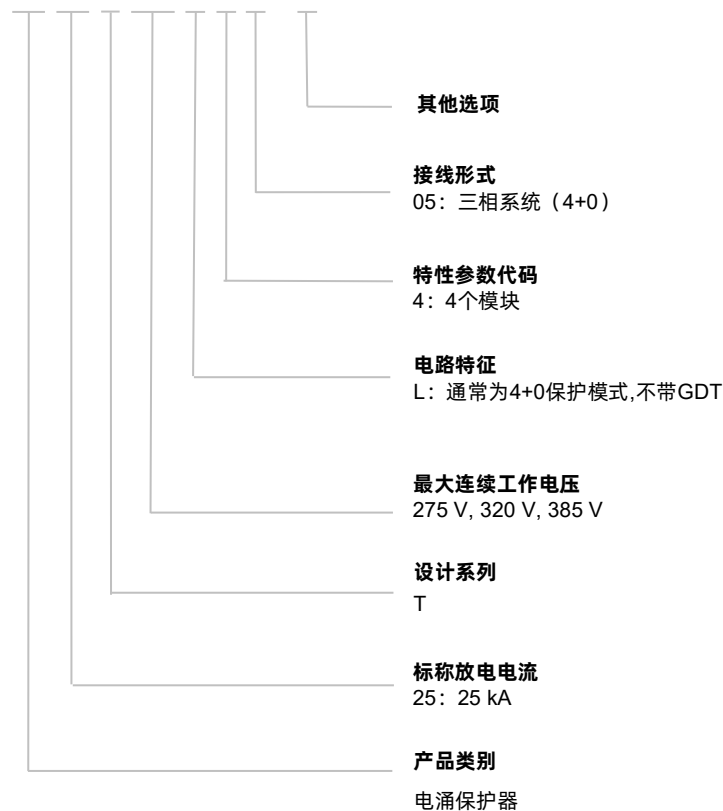 其他选项
接线形式
05：三相系统（4+0）
特性参数代码
4：4个模块
电路特征
L：通常为4+0保护模式,不带GDT
最大连续工作电压
275 V, 320 V, 385 V
设计系列
T
标称放电电流
25：25 kA
产品类别
电涌保护器